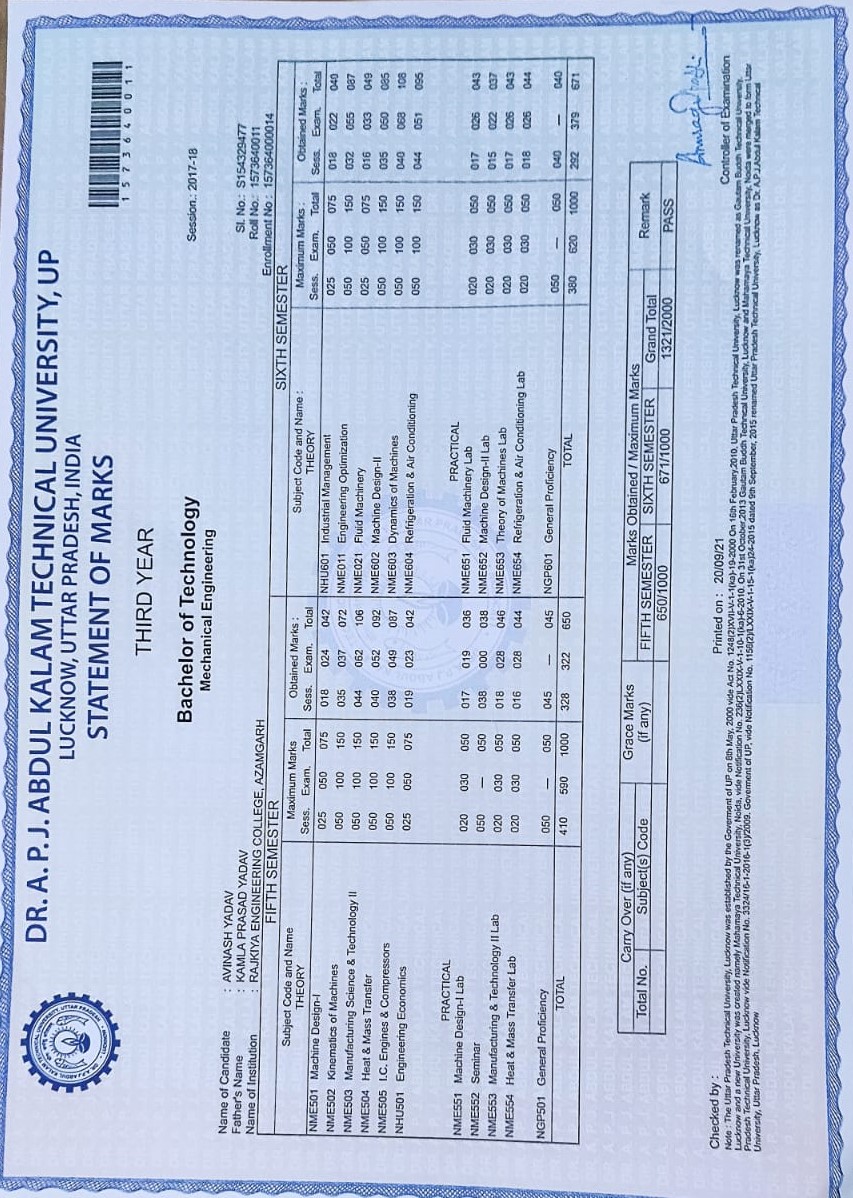 DR. A. P. J. ABDUL KALAM TECHNICAL UNIVERSITY, UP
LUCKNOW, UTTAR PRADESH, INDIA
STATEMENT OF MARKS
1 5 7 3 6 4 0 0 1 1
THIRD YEAR
Bachelor of Technology
Mechanical Engineering
Session.: 2017-18
Name of Candidate : AVINASH YADAV
Father's Name : KAMLA PRASAD YADAV
Name of Institution : RAJKIYA ENGINEERING COLLEGE, AZAMGARH
Sl. No.: S154329477
Roll No.: 1573640011
Enrollment No : 157364000014
FIFTH SEMESTER
Subject Code and Name Maximum Marks Obtained Marks :
THEORY Sess. Exam. Total Sess. Exam. Total
NME501 Machine Design-I 025 050 075 018 024 042
NME502 Kinematics of Machines 050 100 150 035 037 072
NME503 Manufacturing Science & Technology II 050 100 150 044 062 106
NME504 Heat & Mass Transfer 050 100 150 040 052 092
NME505 I.C. Engines & Compressors 050 100 150 038 049 087
NHU501 Engineering Economics 025 050 075 019 023 042
PRACTICAL
NME551 Machine Design-I Lab 020 030 050 017 019 036
NME552 Seminar 050 — 050 038 000 038
NME553 Manufacturing & Technology II Lab 020 030 050 018 028 046
NME554 Heat & Mass Transfer Lab 020 030 050 016 028 044
NGP501 General Proficiency 050 — 050 045 — 045
TOTAL 410 590 1000 328 322 650
SIXTH SEMESTER
Subject Code and Name : Maximum Marks : Obtained Marks :
THEORY Sess. Exam. Total Sess. Exam. Total
NHU601 Industrial Management 025 050 075 018 022 040
NME011 Engineering Optimization 050 100 150 032 055 087
NME021 Fluid Machinery 025 050 075 016 033 049
NME602 Machine Design-II 050 100 150 035 050 085
NME603 Dynamics of Machines 050 100 150 040 068 108
NME604 Refrigeration & Air Conditioning 050 100 150 044 051 095
PRACTICAL
NME651 Fluid Machinery Lab 020 030 050 017 026 043
NME652 Machine Design-II Lab 020 030 050 015 022 037
NME653 Theory of Machines Lab 020 030 050 017 026 043
NME654 Refrigeration & Air Conditioning Lab 020 030 050 018 026 044
NGP601 General Proficiency 050 — 050 040 — 040
TOTAL 380 620 1000 292 379 671
Carry Over (if any) Grace Marks (if any) Marks Obtained / Maximum Marks Remark
Total No. Subject(s) Code FIFTH SEMESTER SIXTH SEMESTER Grand Total
650/1000 671/1000 1321/2000 PASS
Checked by :
Printed on : 20/09/21
Controller of Examination
Note : The Uttar Pradesh Technical University, Lucknow was established by the Goverment of UP on 8th May, 2000 vide Act No. 1248(2)XVII-V-1-1(ka)-19-2000 On 16th February,2010, Uttar Pradesh Technical University, Lucknow was renamed as Gautam Buddh Technical University,
Lucknow and a new University was created namely Mahamaya Technical University, Noida, vide Notification No. 236(2)LXXIX-V-1-10-1(ka)-6-2010. On 31st October,2013 Gautam Buddh Technical University, Lucknow and Mahamaya Technical University, Noida were merged to form Uttar
Pradesh Technical University, Lucknow vide Notification No. 3324/16-1-2016-1(3)/2009. Goverment of UP, vide Notification No. 1158(2)/LXXIX-V-1-15-1(ka)24-2015 dated 9th September, 2015 renamed Uttar Pradesh Technical University, Lucknow as Dr. A.P.J.Abdul Kalam Technical
University, Uttar Pradesh, Lucknow